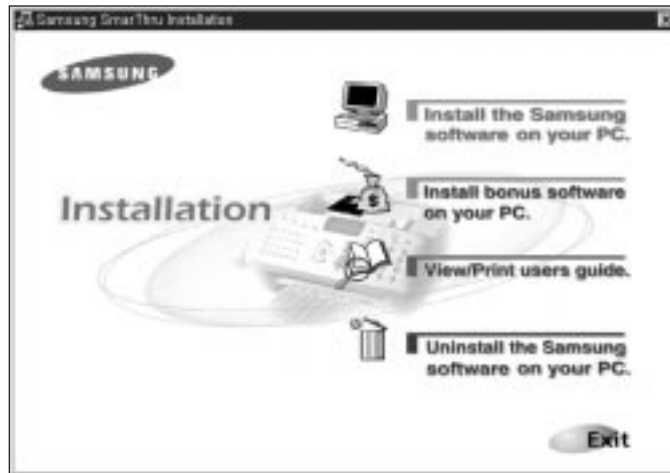 Samsung SmarThru Installation
SAMSUNG
Install the Samsung
software on your PC.
Installation
Install bonus software
on your PC.
View/Print users guide.
Uninstall the Samsung
software on your PC.
Exit